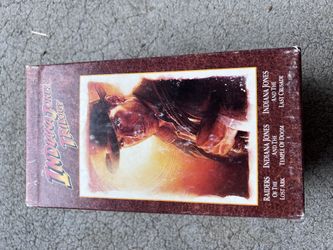 INDIANA JONES
TRILOGY
RAIDERS
OF THE
LOST ARK
INDIANA JONES
AND THE
TEMPLE OF DOOM
INDIANA JONES
AND THE
LAST CRUSADE